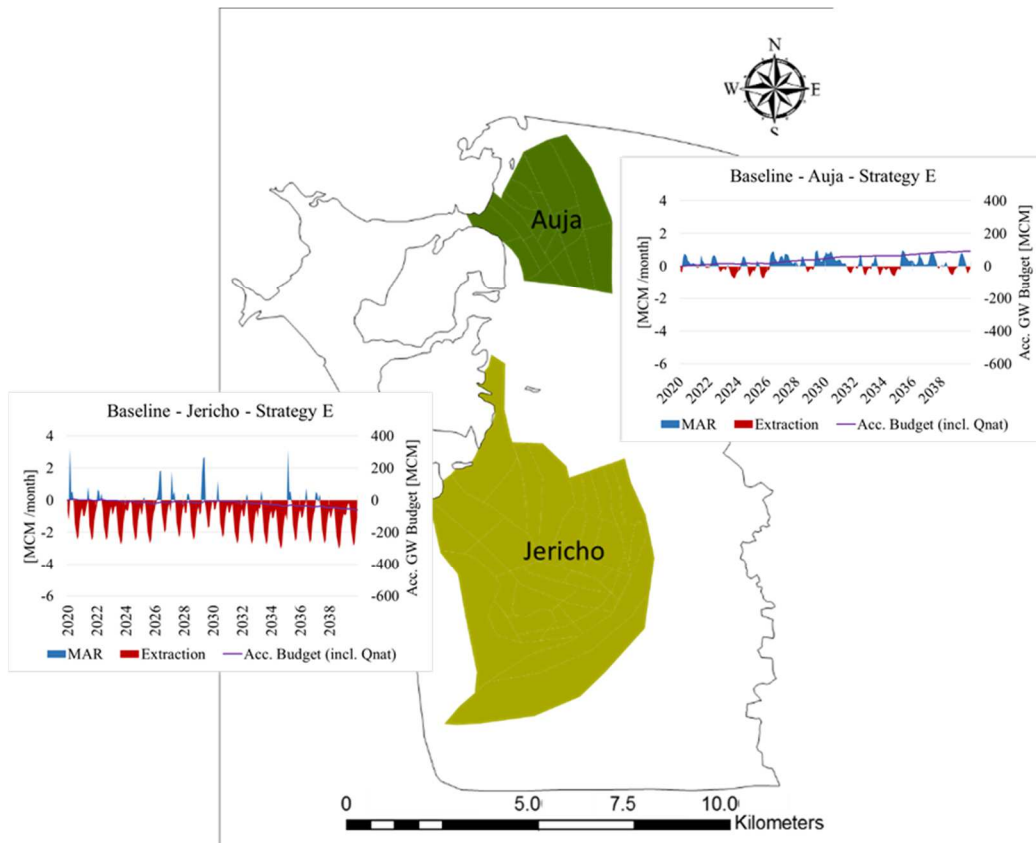 N
W E
S
Auja
Baseline - Auja - Strategy E
[MCM /month]
4
2
0
-2
-4
-6
400
200
0
-200
-400
-600
Acc. GW Budget [MCM]
2020 2022 2024 2026 2028 2030 2032 2034 2036 2038
MAR Extraction Acc. Budget (incl. Qnat)
Baseline - Jericho - Strategy E
[MCM /month]
4
2
0
-2
-4
-6
400
200
0
-200
-400
-600
Acc. GW Budget [MCM]
2020 2022 2024 2026 2028 2030 2032 2034 2036 2038
MAR Extraction Acc. Budget (incl. Qnat)
Jericho
0 5.0 7.5 10.0
Kilometers